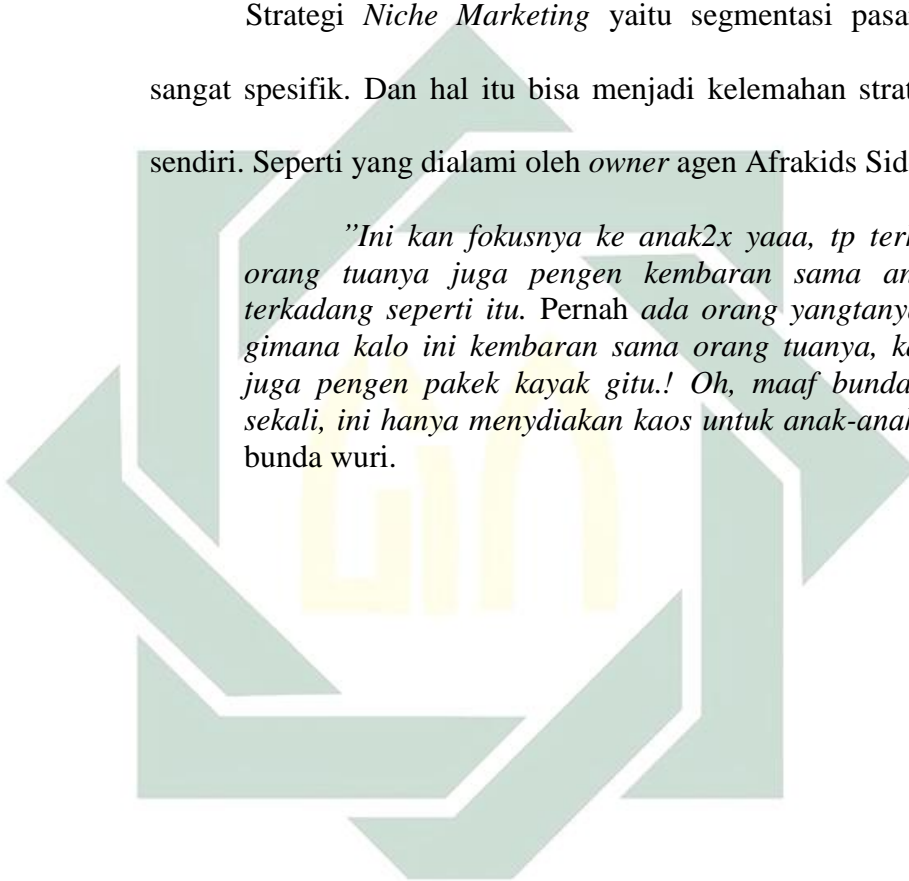 Strategi Niche Marketing yaitu segmentasi pasa
sangat spesifik. Dan hal itu bisa menjadi kelemahan strat
sendiri. Seperti yang dialami oleh owner agen Afrakids Sid
”Ini kan fokusnya ke anak2x yaaa, tp ter
orang tuanya juga pengen kembaran sama an
terkadang seperti itu. Pernah ada orang yangtanya
gimana kalo ini kembaran sama orang tuanya, ka
juga pengen pakek kayak gitu.! Oh, maaf bunda
sekali, ini hanya menydiakan kaos untuk anak-anak
bunda wuri.